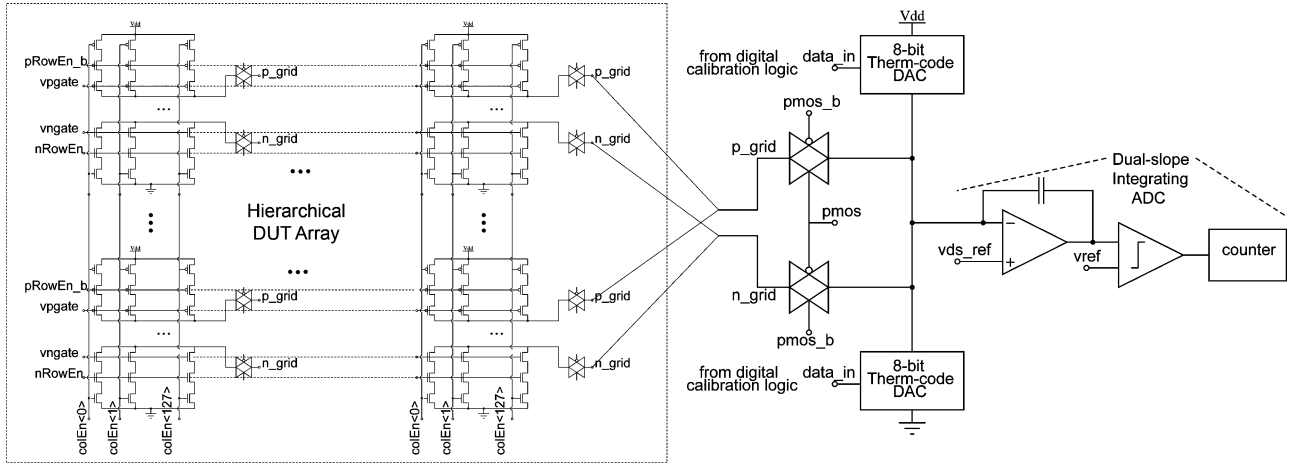 Vdd
Vdd
pRowEn_b
vpgate
p_grid
p_grid
...
...
vngate
nRowEn
n_grid
n_grid
...
Hierarchical
DUT Array
...
Vdd
Vdd
pRowEn_b
vpgate
p_grid
p_grid
...
...
vngate
nRowEn
n_grid
n_grid
colEn<0>
colEn<1>
colEn<127>
colEn<0>
colEn<1>
colEn<127>
Vdd
from digital
calibration logic
data_in
8-bit
Therm-code
DAC
pmos_b
p_grid
pmos
n_grid
pmos_b
Dual-slope
Integrating
ADC
vds_ref
−
+
vref
counter
from digital
calibration logic
data_in
8-bit
Therm-code
DAC